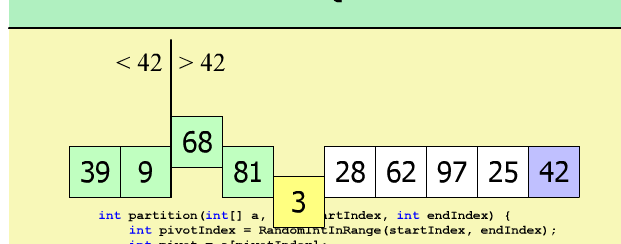 < 42 > 42
68
39 9 81 28 62 97 25 42
3
int partition(int[] a, artIndex, int endIndex) {
int pivotIndex = RandomIntInRange(startIndex, endIndex);